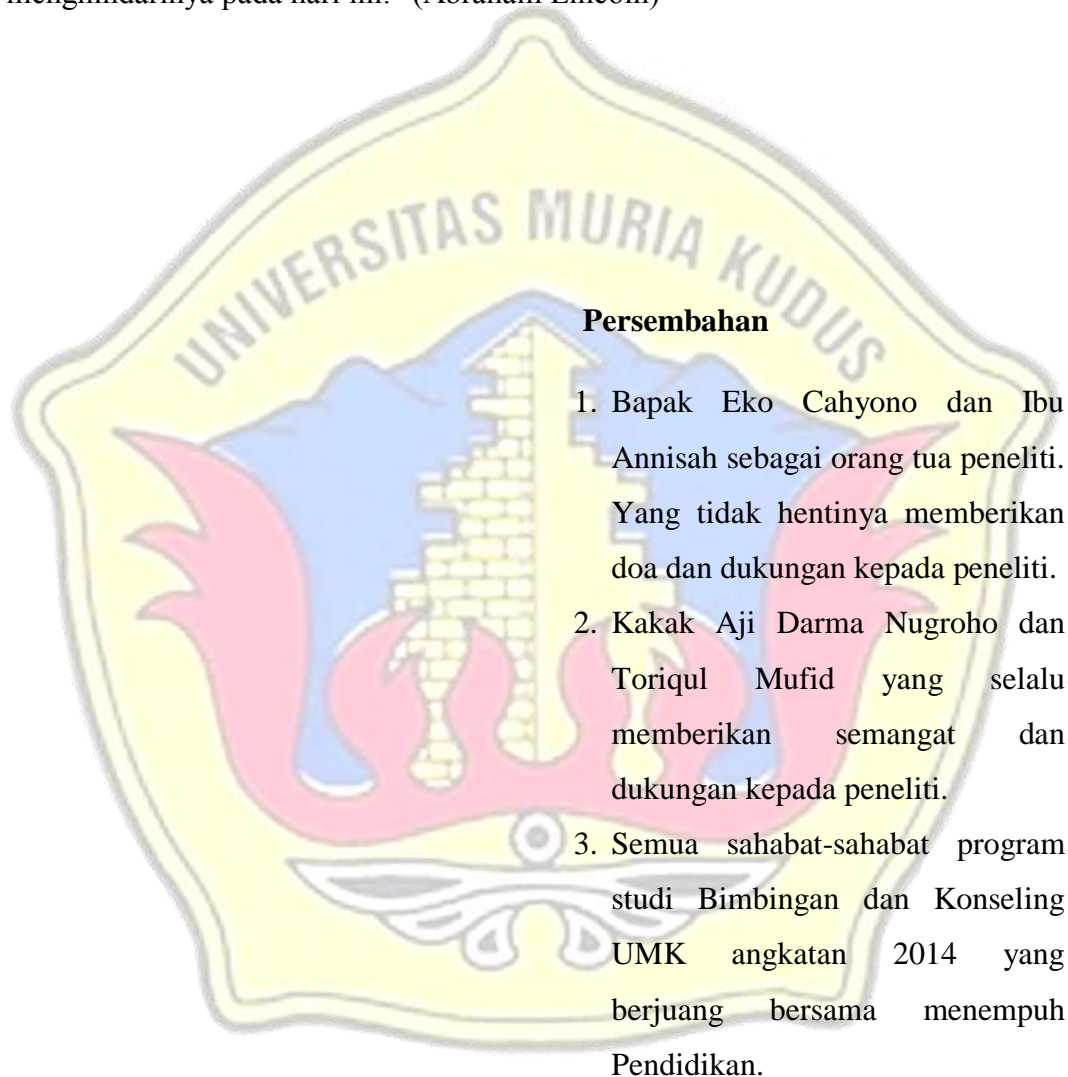 menghindarinya pada hari ini." (Abraham Lincoln)
UNIVERSITAS MURIA KUDUS
Persembahan
1. Bapak Eko Cahyono dan Ibu
Annisah sebagai orang tua peneliti.
Yang tidak hentinya memberikan
doa dan dukungan kepada peneliti.
2. Kakak Aji Darma Nugroho dan
Toriqul Mufid yang selalu
memberikan semangat dan
dukungan kepada peneliti.
3. Semua sahabat-sahabat program
studi Bimbingan dan Konseling
UMK angkatan 2014 yang
berjuang bersama menempuh
Pendidikan.